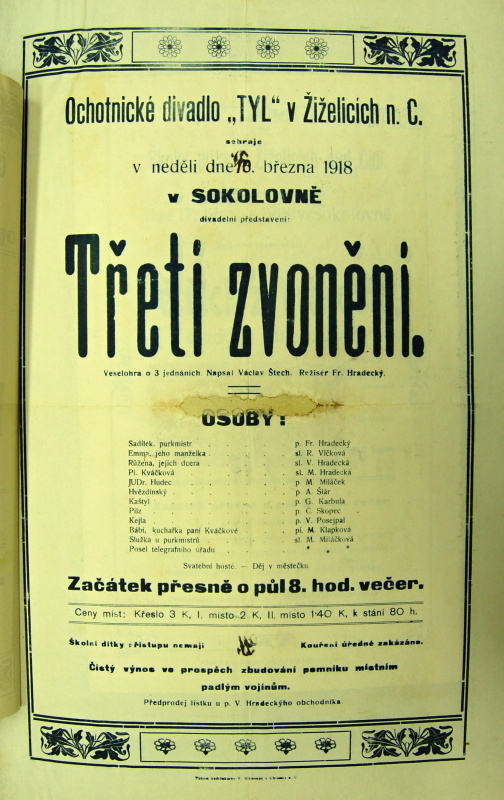 Ochotnické divadlo „TYL“ v Žiželicích n. C.
sehraje
v neděli dne 10. března 1918
v SOKOLOVNĚ
divadelní představení:
Třetí zvonění.
Veselohra o 3 jednáních. Napsal Václav Štech. Režisér Fr. Hradecký.
OSOBY:
Sadílek, purkmistr p. Fr. Hradecký
Emmy, jeho manželka sl. R. Vlčková
Růžena, jejich dcera sl. V. Hradecká
Pí. Kváčková sl. M. Hradecká
JUDr. Hudec p. M. Miláček
Hvězdinský p. A. Šlár
Kaštyl p. G. Karbula
Pilz p. Č. Skopec
Kejla p. V. Posejpal
Bábi, kuchařka paní Kváčkové pí. M. Klapková
Služka u purkmistrů sl. M. Miláčková
Posel telegrafního úřadu * * *
Svatební hosté. — Děj v městečku.
Začátek přesně o půl 8. hod. večer.
Ceny míst: Křeslo 3 K, I. místo 2 K, II. místo 1·40 K, k stání 80 h.
Školní dítky přístupu nemají Kouření úředně zakázáno.
Čistý výnos ve prospěch zbudování pomníku místním
padlým vojínům.
Předprodej lístků u p. V. Hradeckého obchodníka.